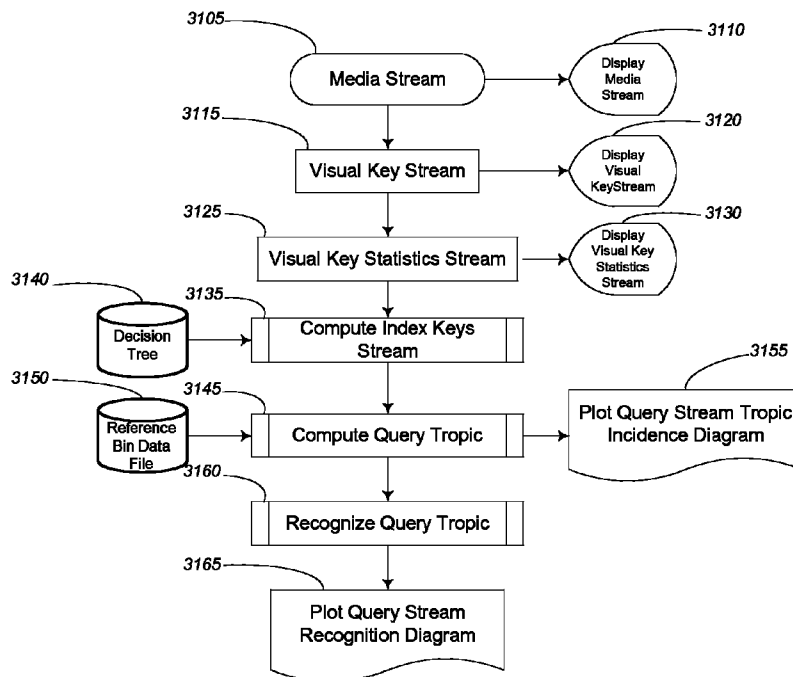 3105
Media Stream
3110
Display
Media
Stream
3115
Visual Key Stream
3120
Display
Visual
KeyStream
3125
Visual Key Statistics Stream
3130
Display
Visual Key
Statistics
Stream
3140
Decision
Tree
3135
Compute Index Keys
Stream
3150
Reference
Bin Data
File
3145
Compute Query Tropic
3155
Plot Query Stream Tropic
Incidence Diagram
3160
Recognize Query Tropic
3165
Plot Query Stream
Recognition Diagram